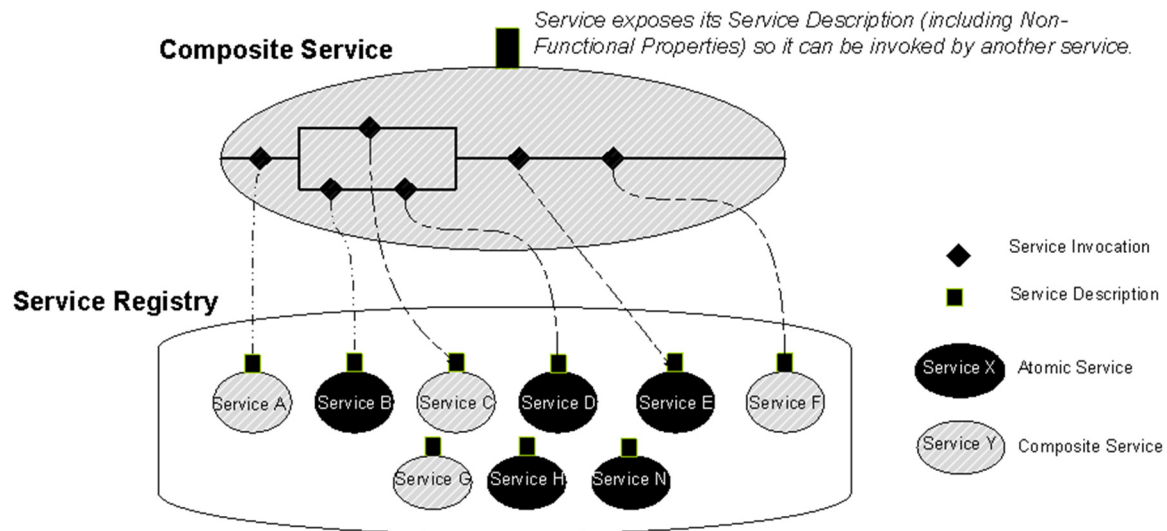 Service exposes its Service Description (including Non-
Functional Properties) so it can be invoked by another service.
Composite Service
Service Invocation
Service Description
Service Registry
Service X
Atomic Service
Service A
Service B
Service C
Service D
Service E
Service F
Service Y
Composite Service
Service G
Service H
Service N